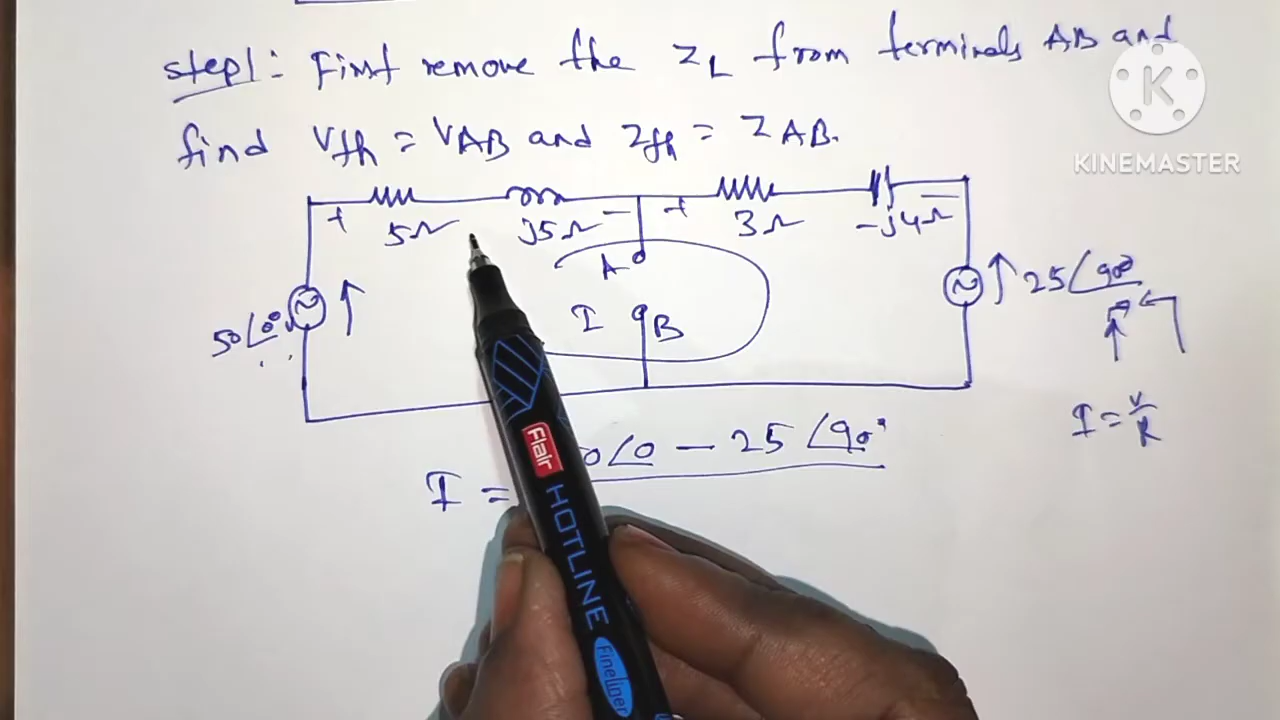 step1: First remove the ZL from terminals AB and
find Vth = VAB and Zth = ZAB.
KINEMASTER
+ 5Ω j5Ω − + 3Ω −j4Ω −
A
50∠0° I B 25∠90°
I = V/R
I = 0∠0 − 25∠90°
Flair
HOTLINE
FineLiner